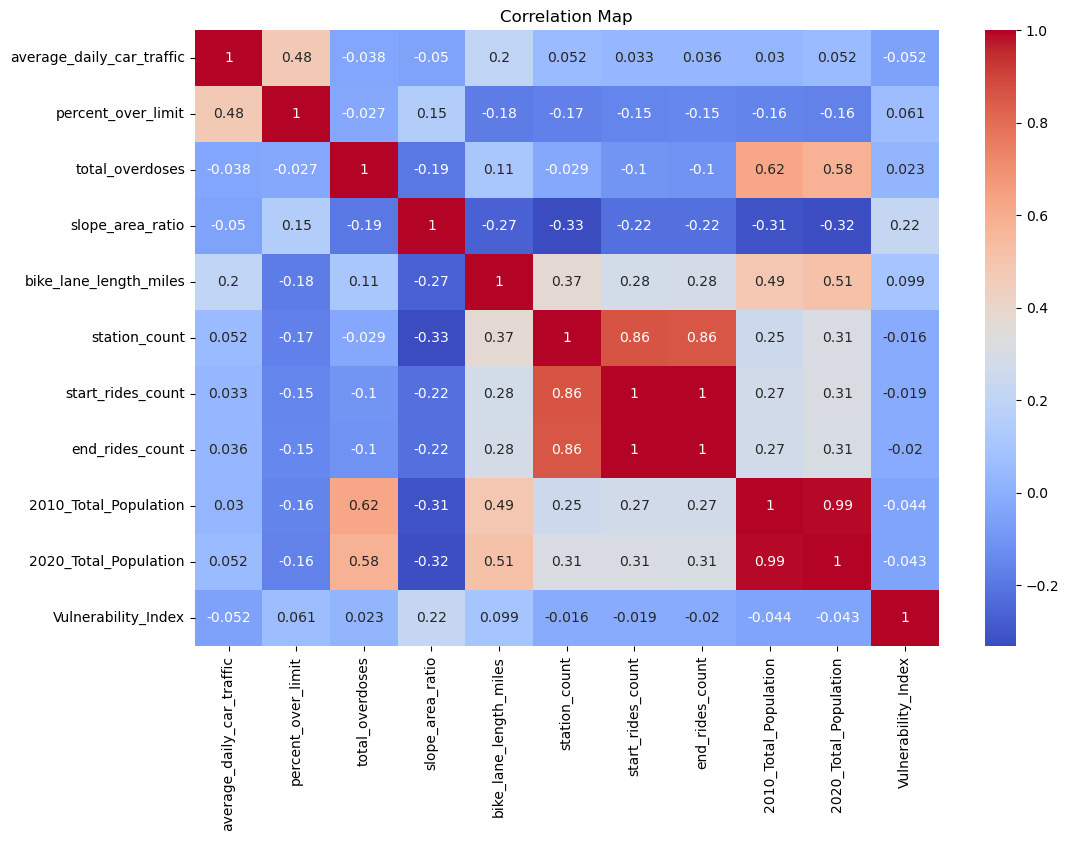 Correlation Map
average_daily_car_traffic 1 0.48 -0.038 -0.05 0.2 0.052 0.033 0.036 0.03 0.052 -0.052
percent_over_limit 0.48 1 -0.027 0.15 -0.18 -0.17 -0.15 -0.15 -0.16 -0.16 0.061
total_overdoses -0.038 -0.027 1 -0.19 0.11 -0.029 -0.1 -0.1 0.62 0.58 0.023
slope_area_ratio -0.05 0.15 -0.19 1 -0.27 -0.33 -0.22 -0.22 -0.31 -0.32 0.22
bike_lane_length_miles 0.2 -0.18 0.11 -0.27 1 0.37 0.28 0.28 0.49 0.51 0.099
station_count 0.052 -0.17 -0.029 -0.33 0.37 1 0.86 0.86 0.25 0.31 -0.016
start_rides_count 0.033 -0.15 -0.1 -0.22 0.28 0.86 1 1 0.27 0.31 -0.019
end_rides_count 0.036 -0.15 -0.1 -0.22 0.28 0.86 1 1 0.27 0.31 -0.02
2010_Total_Population 0.03 -0.16 0.62 -0.31 0.49 0.25 0.27 0.27 1 0.99 -0.044
2020_Total_Population 0.052 -0.16 0.58 -0.32 0.51 0.31 0.31 0.31 0.99 1 -0.043
Vulnerability_Index -0.052 0.061 0.023 0.22 0.099 -0.016 -0.019 -0.02 -0.044 -0.043 1
average_daily_car_traffic
percent_over_limit
total_overdoses
slope_area_ratio
bike_lane_length_miles
station_count
start_rides_count
end_rides_count
2010_Total_Population
2020_Total_Population
Vulnerability_Index
1.0
0.8
0.6
0.4
0.2
0.0
−0.2